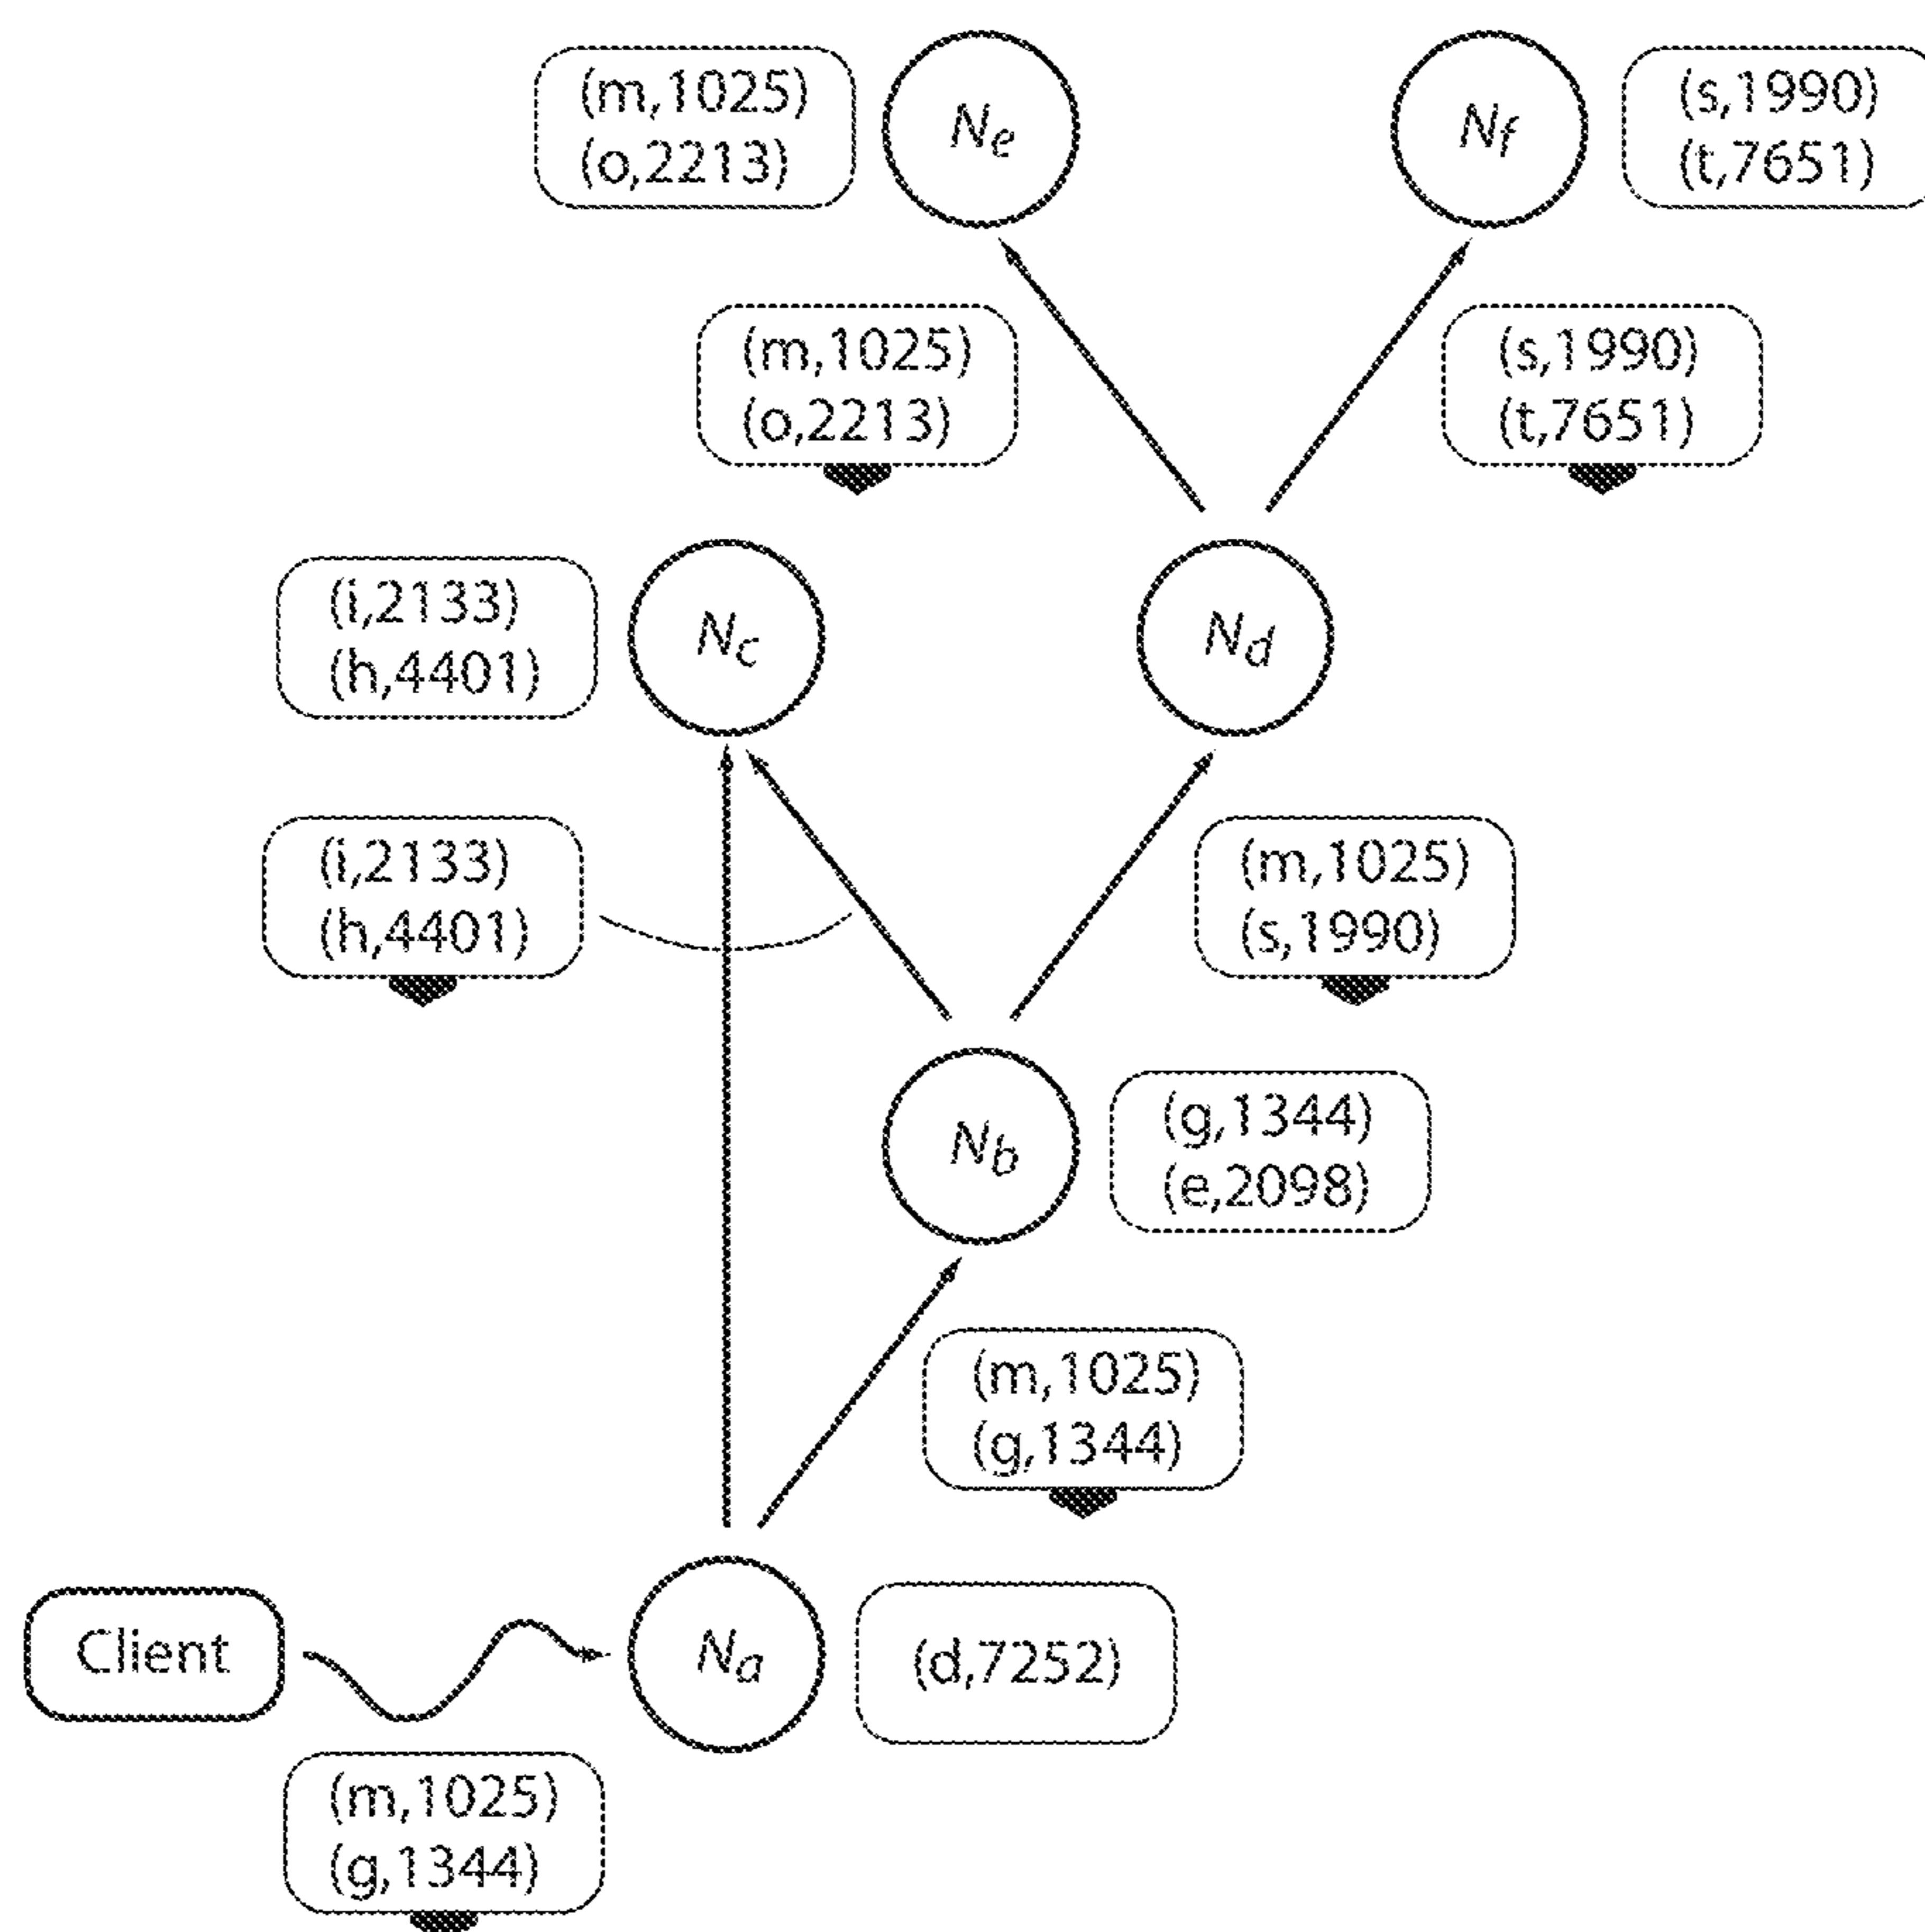 (m,1025)
(o,2213)
Ne
Nf
(s,1990)
(t,7651)
(m,1025)
(o,2213)
(s,1990)
(t,7651)
(i,2133)
(h,4401)
Nc
Nd
(i,2133)
(h,4401)
(m,1025)
(s,1990)
Nb
(g,1344)
(e,2098)
(m,1025)
(g,1344)
Client
Na
(d,7252)
(m,1025)
(g,1344)